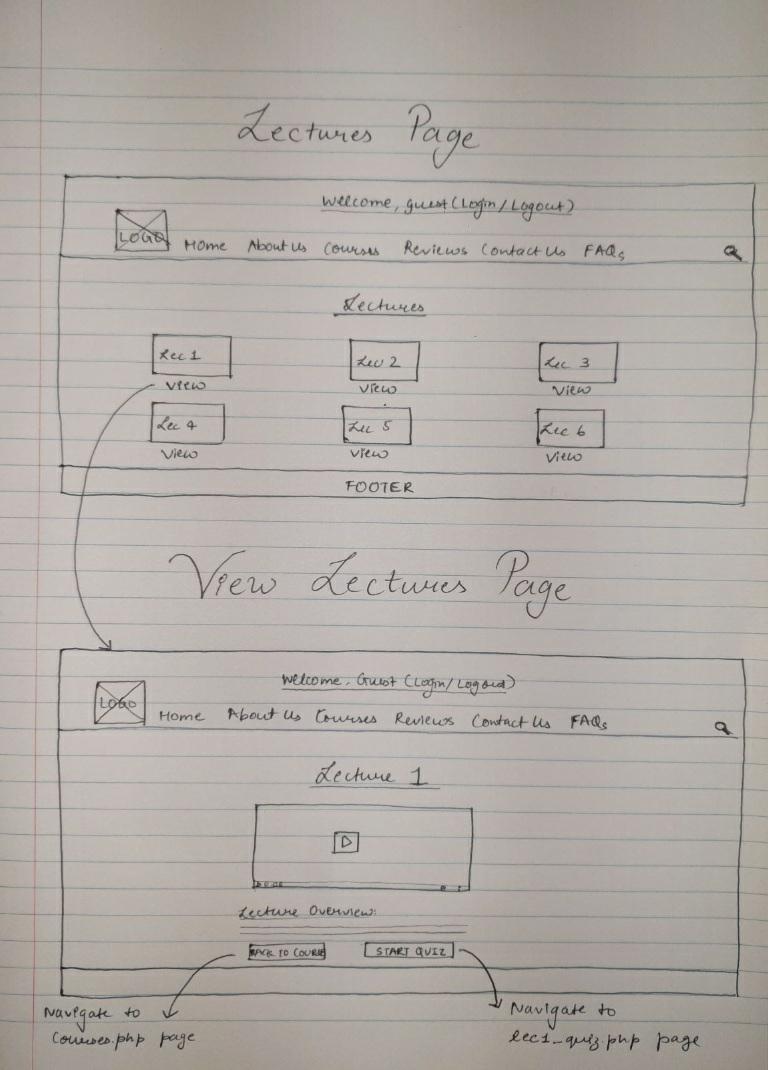 Lectures Page
Welcome, guest (Login/Logout)
LOGO Home About Us Courses Reviews Contact Us FAQs
Lectures
Lec 1 Lec 2 Lec 3
View View View
Lec 4 Lec 5 Lec 6
View View View
FOOTER
View Lectures Page
Welcome, Guest (Login/Logout)
LOGO Home About Us Courses Reviews Contact Us FAQs
Lecture 1
Lecture Overview:
BACK TO COURSE START QUIZ
Navigate to Navigate to
Courses.php page lec1_quiz.php page